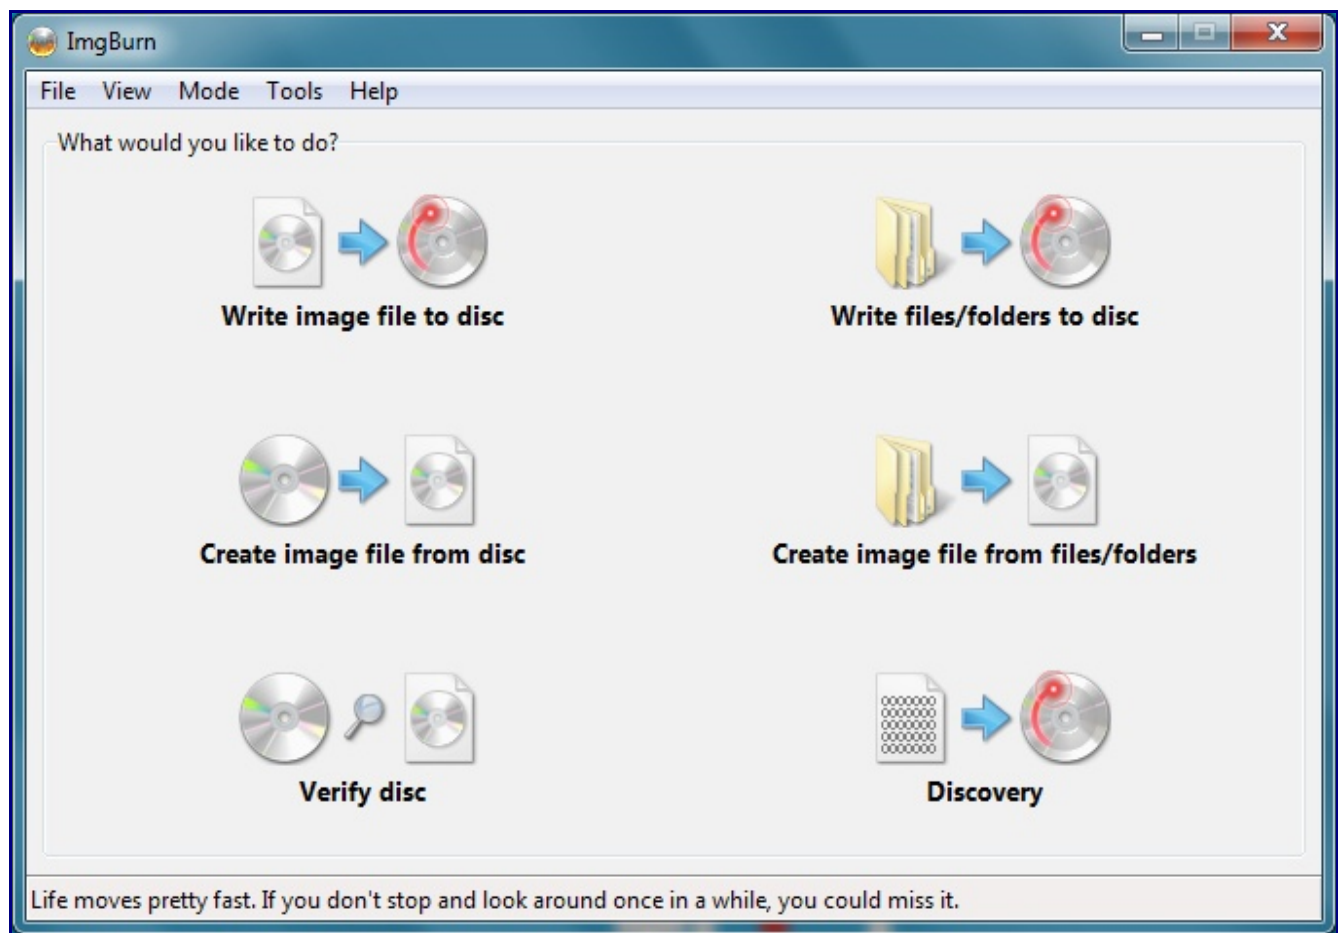 ImgBurn
File View Mode Tools Help
What would you like to do?
Write image file to disc
Write files/folders to disc
Create image file from disc
Create image file from files/folders
Verify disc
Discovery
Life moves pretty fast. If you don't stop and look around once in a while, you could miss it.